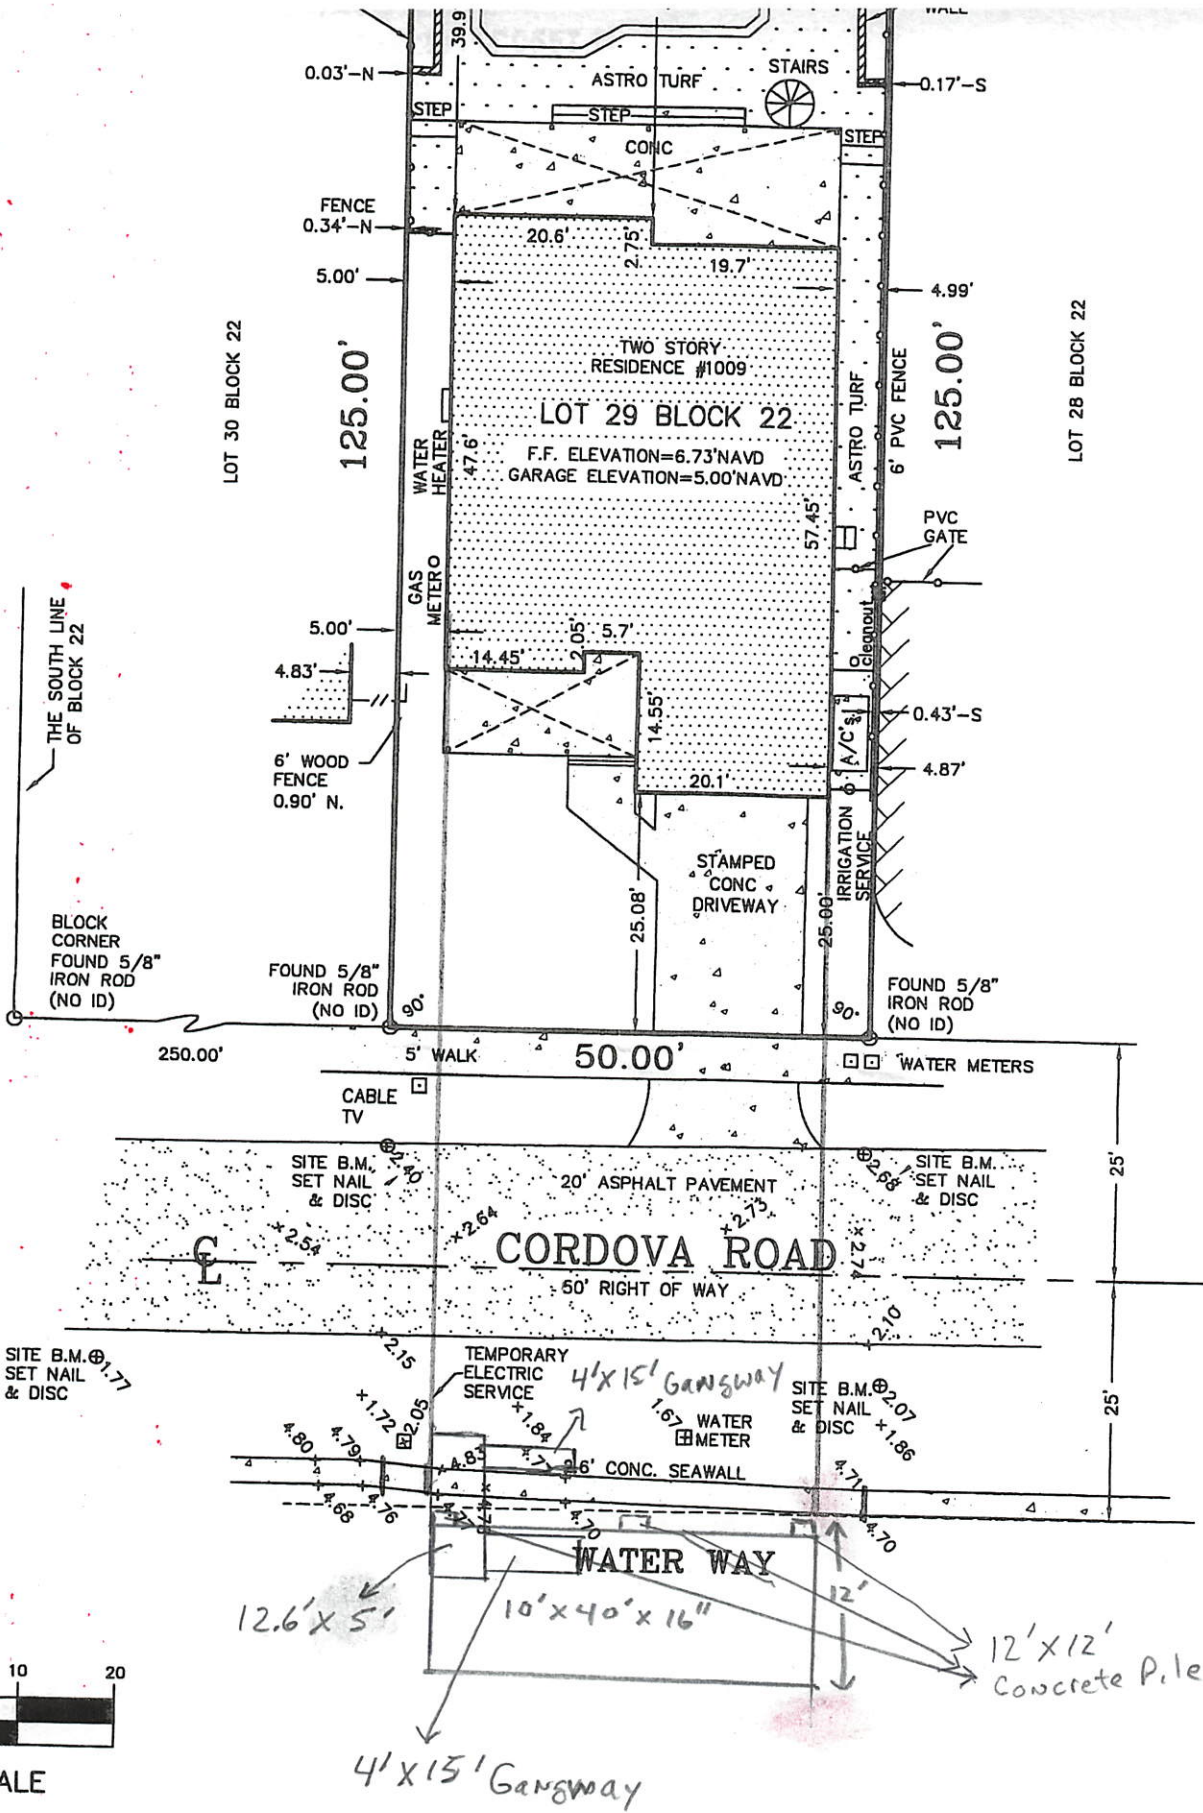 WALL
39.9
0.03'-N
ASTRO TURF
STAIRS
0.17'-S
STEP
STEP
STEP
CONC
FENCE
0.34'-N
20.6'
2.75'
19.7'
5.00'
4.99'
LOT 30 BLOCK 22
125.00'
TWO STORY
RESIDENCE #1009
LOT 29 BLOCK 22
F.F. ELEVATION=6.73'NAVD
GARAGE ELEVATION=5.00'NAVD
WATER
HEATER
47.6'
ASTRO TURF
6' PVC FENCE
125.00'
LOT 28 BLOCK 22
57.45'
PVC
GATE
GAS
METER
cleanout
THE SOUTH LINE
OF BLOCK 22
5.00'
4.83'
14.45'
2.05'
5.7'
14.55'
A/C's
0.43'-S
4.87'
6' WOOD
FENCE
0.90' N.
20.1'
STAMPED
CONC
DRIVEWAY
IRRIGATION
SERVICE
25.08'
25.00'
BLOCK
CORNER
FOUND 5/8"
IRON ROD
(NO ID)
FOUND 5/8"
IRON ROD
(NO ID)
90°
90°
FOUND 5/8"
IRON ROD
(NO ID)
250.00'
5' WALK
50.00'
WATER METERS
CABLE
TV
SITE B.M.
SET NAIL
& DISC
2.40
20' ASPHALT PAVEMENT
2.68
SITE B.M.
SET NAIL
& DISC
25'
2.54
2.64
2.73
2.74
CL
CORDOVA ROAD
50' RIGHT OF WAY
2.15
2.10
SITE B.M.
SET NAIL
& DISC
1.77
TEMPORARY
ELECTRIC
SERVICE
4'X15' Gangway
SITE B.M.
SET NAIL
& DISC
2.07
1.86
25'
1.72
2.05
1.84
1.67
WATER
METER
4.80
4.79
4.83
2.6' CONC. SEAWALL
4.71
4.68
4.76
4.70
4.70
WATER WAY
12'
12.6'X5'
10'x40'x16"
12'X12'
Concrete Pile
4'X15' Gangway
10
20
ALE